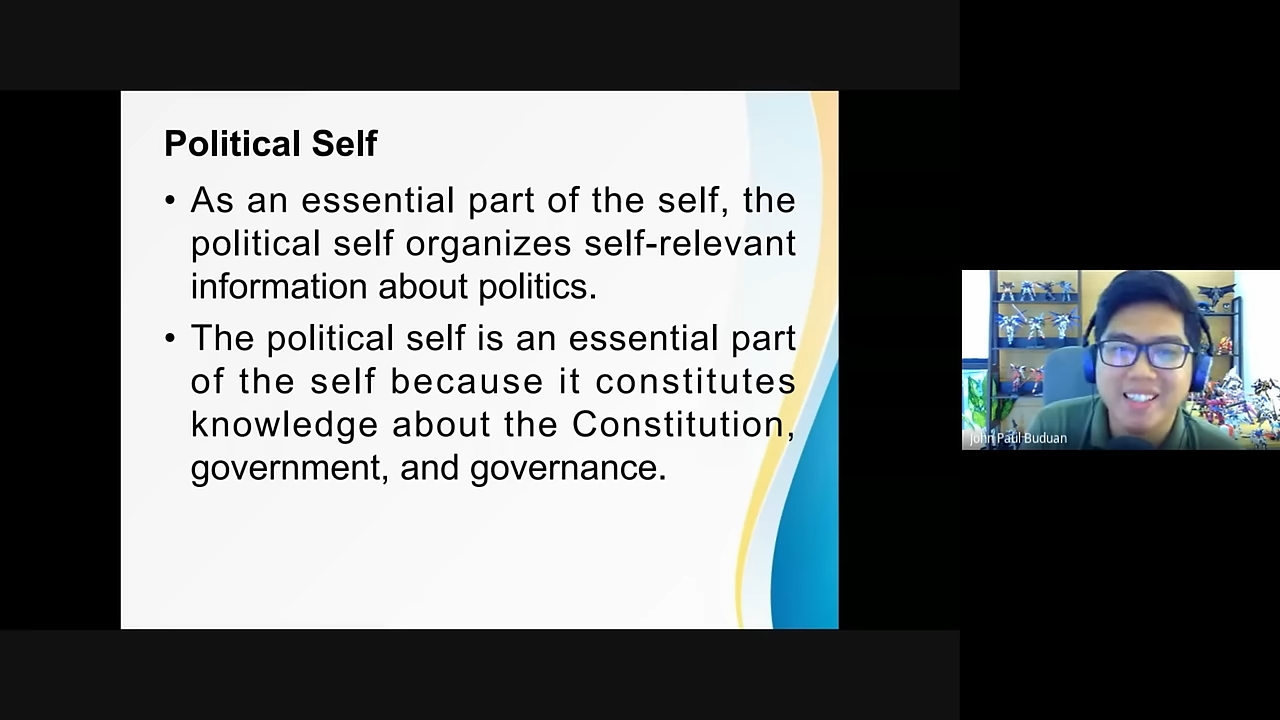 Political Self
• As an essential part of the self, the
political self organizes self-relevant
information about politics.
• The political self is an essential part
of the self because it constitutes
knowledge about the Constitution,
government, and governance.
John Paul Buduan